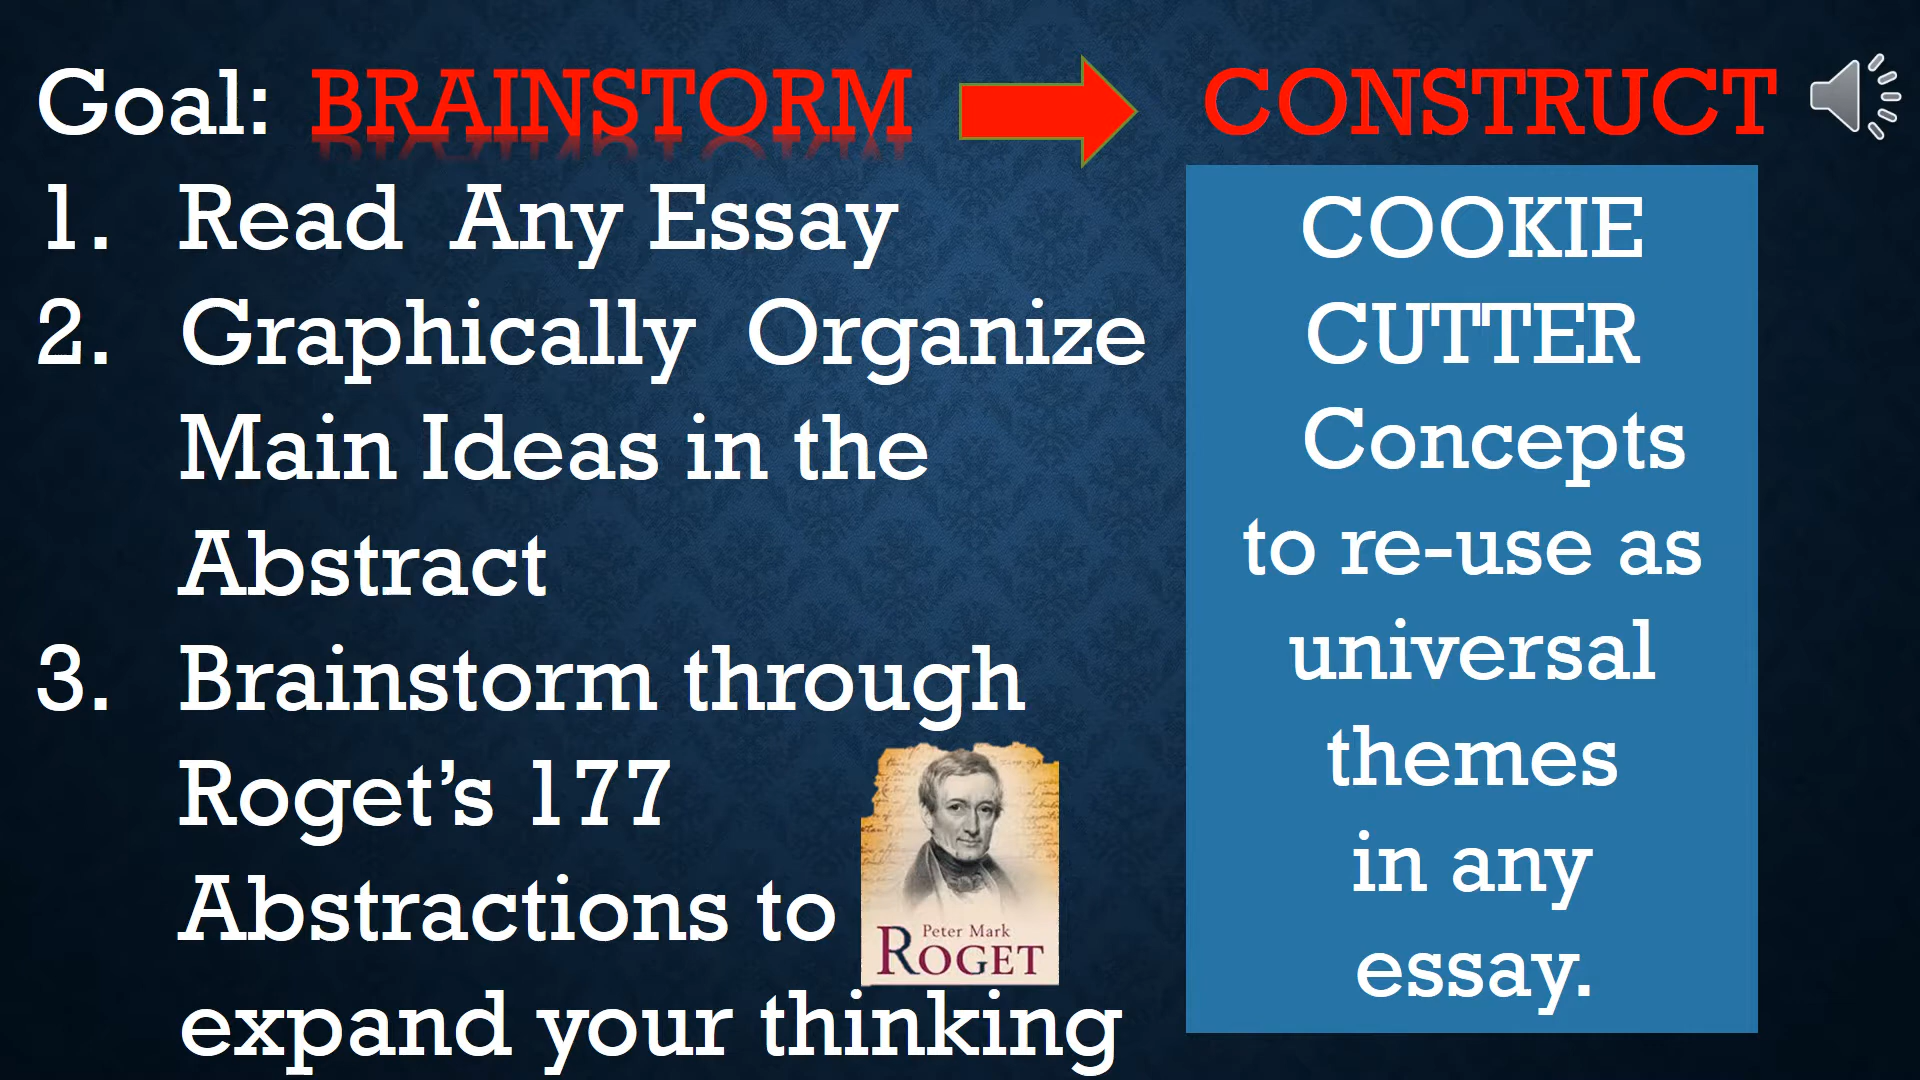 Goal: BRAINSTORM CONSTRUCT
1. Read Any Essay
2. Graphically Organize
Main Ideas in the
Abstract
3. Brainstorm through
Roget’s 177
Abstractions to
expand your thinking
Peter Mark
ROGET
COOKIE
CUTTER
Concepts
to re-use as
universal
themes
in any
essay.